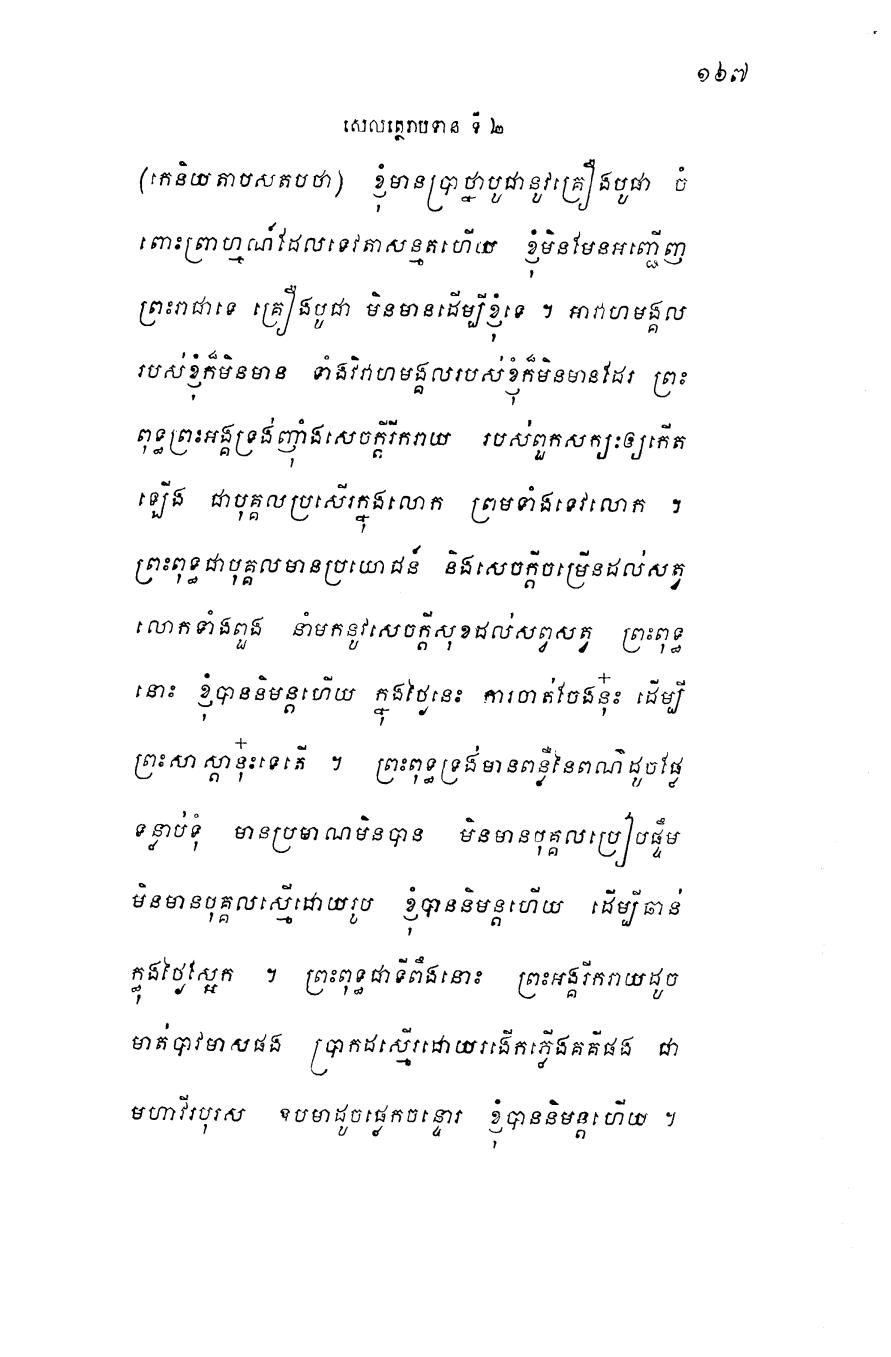 ១៦៧
សេលត្ថេរាបទាន ទី ២
(កេនិយតាបសតបថា) ខ្ញុំមានប្រាថ្នាបូជានូវគ្រឿងបូជា ចំ
ពោះព្រាហ្មណ៍ដែលទេវតាសន្មតហើយ ខ្ញុំមិនមែនអញ្ជើញ
ព្រះរាជាទេ គ្រឿងបូជា មិនមានដើម្បីខ្ញុំទេ ។ អាវាហមង្គល
របស់ខ្ញុំក៏មិនមាន ទាំងវិវាហមង្គលរបស់ខ្ញុំក៏មិនមានដែរ ព្រះ
ពុទ្ធព្រះអង្គទ្រង់ញ៉ាំងសេចក្តីរីករាយ របស់ពួកសក្យៈឲ្យកើត
ឡើង ជាបុគ្គលប្រសើរក្នុងលោក ព្រមទាំងទេវលោក ។
ព្រះពុទ្ធជាបុគ្គលមានប្រយោជន៍ និងសេចក្តីចម្រើនដល់សត្វ
លោកទាំងពួង នាំមកនូវសេចក្តីសុខដល់សព្វសត្វ ព្រះពុទ្ធ
នោះ ខ្ញុំបាននិមន្តហើយ ក្នុងថ្ងៃនេះ ការចាត់ចែងនុ៎ះ ដើម្បី
ព្រះសាស្តានុ៎ះទេតើ ។ ព្រះពុទ្ធទ្រង់មានពន្លឺនៃពណ៌ដូចផ្លែ
ទន្លាប់ទុំ មានប្រមាណមិនបាន មិនមានបុគ្គលប្រៀបផ្ទឹម
មិនមានបុគ្គលស្មើដោយរូប ខ្ញុំបាននិមន្តហើយ ដើម្បីឆាន់
ក្នុងថ្ងៃស្អែក ។ ព្រះពុទ្ធជាទីពឹងនោះ ព្រះអង្គរីករាយដូច
មាត់បាវមាសផង ប្រាកដស្មើរដោយរងើកភ្លើងគគីផង ជា
មហាវីរបុរស ឧបមាដូចផ្លេកបន្ទោរ ខ្ញុំបាននិមន្តហើយ ។